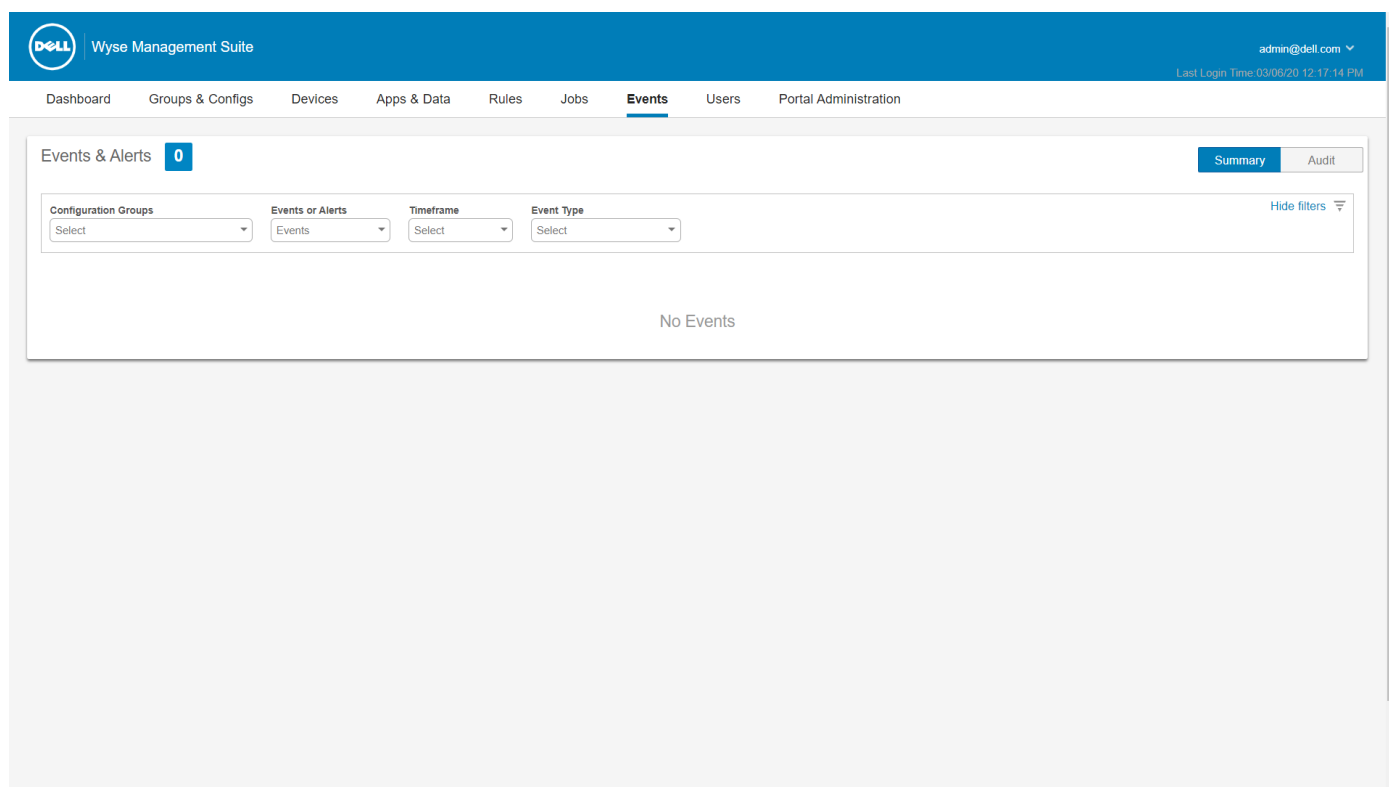 DELL
Wyse Management Suite
admin@dell.com
Last Login Time:03/06/20 12:17:14 PM
Dashboard Groups & Configs Devices Apps & Data Rules Jobs Events Users Portal Administration
Events & Alerts 0
Summary Audit
Hide filters
Configuration Groups Events or Alerts Timeframe Event Type
Select Events Select Select
No Events